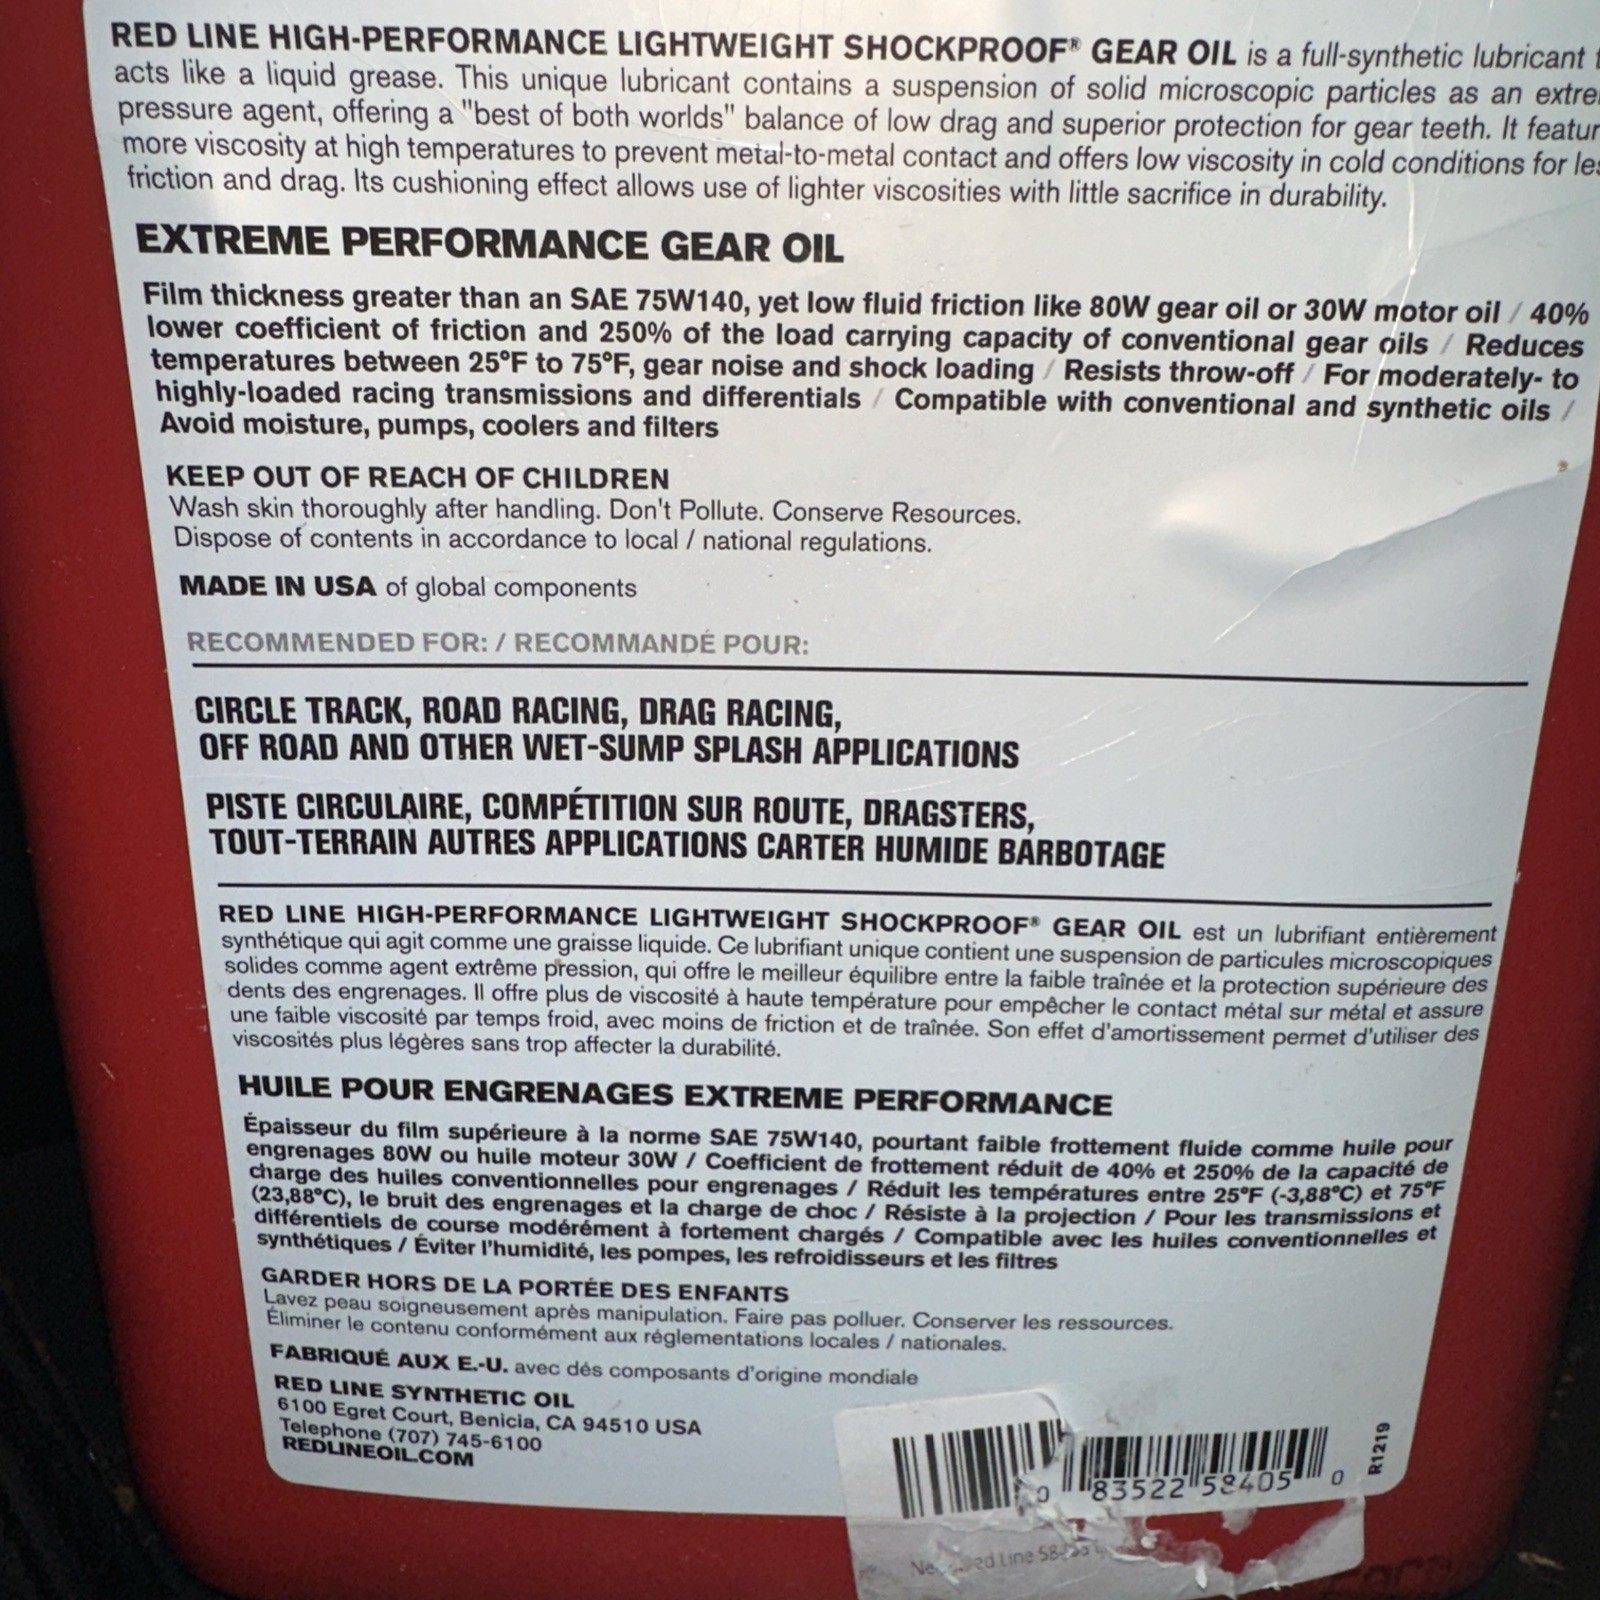 RED LINE HIGH-PERFORMANCE LIGHTWEIGHT SHOCKPROOF® GEAR OIL is a full-synthetic lubricant
acts like a liquid grease. This unique lubricant contains a suspension of solid microscopic particles as an
pressure agent, offering a "best of both worlds" balance of low drag and superior protection for gear teeth. It
more viscosity at high temperatures to prevent metal-to-metal contact and offers low viscosity in cold conditions for
friction and drag. Its cushioning effect allows use of lighter viscosities with little sacrifice in durability.
EXTREME PERFORMANCE GEAR OIL
Film thickness greater than an SAE 75W140, yet low fluid friction like 80W gear oil or 30W motor oil / 40%
lower coefficient of friction and 250% of the load carrying capacity of conventional gear oils / Reduces
temperatures between 25°F to 75°F, gear noise and shock loading / Resists throw-off / For moderately- to
highly-loaded racing transmissions and differentials / Compatible with conventional and synthetic oils /
Avoid moisture, pumps, coolers and filters
KEEP OUT OF REACH OF CHILDREN
Wash skin thoroughly after handling. Don't Pollute. Conserve Resources.
Dispose of contents in accordance to local / national regulations.
MADE IN USA of global components
RECOMMENDED FOR: / RECOMMANDÉ POUR:
CIRCLE TRACK, ROAD RACING, DRAG RACING,
OFF ROAD AND OTHER WET-SUMP SPLASH APPLICATIONS
PISTE CIRCULAIRE, COMPÉTITION SUR ROUTE, DRAGSTERS,
TOUT-TERRAIN AUTRES APPLICATIONS CARTER HUMIDE BARBOTAGE
RED LINE HIGH-PERFORMANCE LIGHTWEIGHT SHOCKPROOF® GEAR OIL est un lubrifiant entièrement
synthétique qui agit comme une graisse liquide. Ce lubrifiant unique contient une suspension de particules microscopiques
solides comme agent extrême pression, qui offre le meilleur équilibre entre la faible traînée et la protection supérieure des
dents des engrenages. Il offre plus de viscosité à haute température pour empêcher le contact métal sur métal et assure
une faible viscosité par temps froid, avec moins de friction et de traînée. Son effet d'amortissement permet d'utiliser des
viscosités plus légères sans trop affecter la durabilité.
HUILE POUR ENGRENAGES EXTREME PERFORMANCE
Épaisseur du film supérieure à la norme SAE 75W140, pourtant faible frottement fluide comme huile pour
engrenages 80W ou huile moteur 30W / Coefficient de frottement réduit de 40% et 250% de la capacité de
charge des huiles conventionnelles pour engrenages / Réduit les températures entre 25°F (-3,88°C) et 75°F
(23,88°C), le bruit des engrenages et la charge de choc / Résiste à la projection / Pour les transmissions et
différentiels de course modérément à fortement chargés / Compatible avec les huiles conventionnelles et
synthétiques / Éviter l'humidité, les pompes, les refroidisseurs et les filtres
GARDER HORS DE LA PORTÉE DES ENFANTS
Lavez peau soigneusement après manipulation. Faire pas polluer. Conserver les ressources.
Éliminer le contenu conformément aux réglementations locales / nationales.
FABRIQUÉ AUX E.-U. avec dés composants d'origine mondiale
RED LINE SYNTHETIC OIL
6100 Egret Court, Benicia, CA 94510 USA
Telephone (707) 745-6100
REDLINEOIL.COM
0 83522 58405 0
R1219
Line